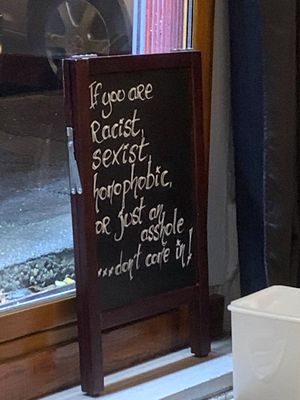 If you are
Racist,
sexist
homophobic,
or just an
asshole
...don't come in!